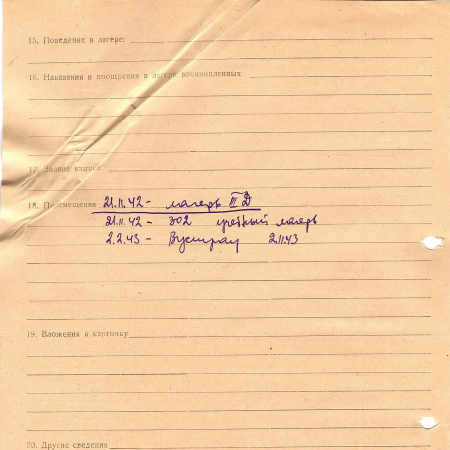 15. Поведение в лагере:
16. Наказания и поощрения в лагере военнопленных
17. Знание языков
18. Перемещения 21.11.42 - лагерь III Д
21.11.42 - 302 лагерь
2.2.43 - Вустрау 2.11.43
19. Вложения в карточку
20. Другие сведения